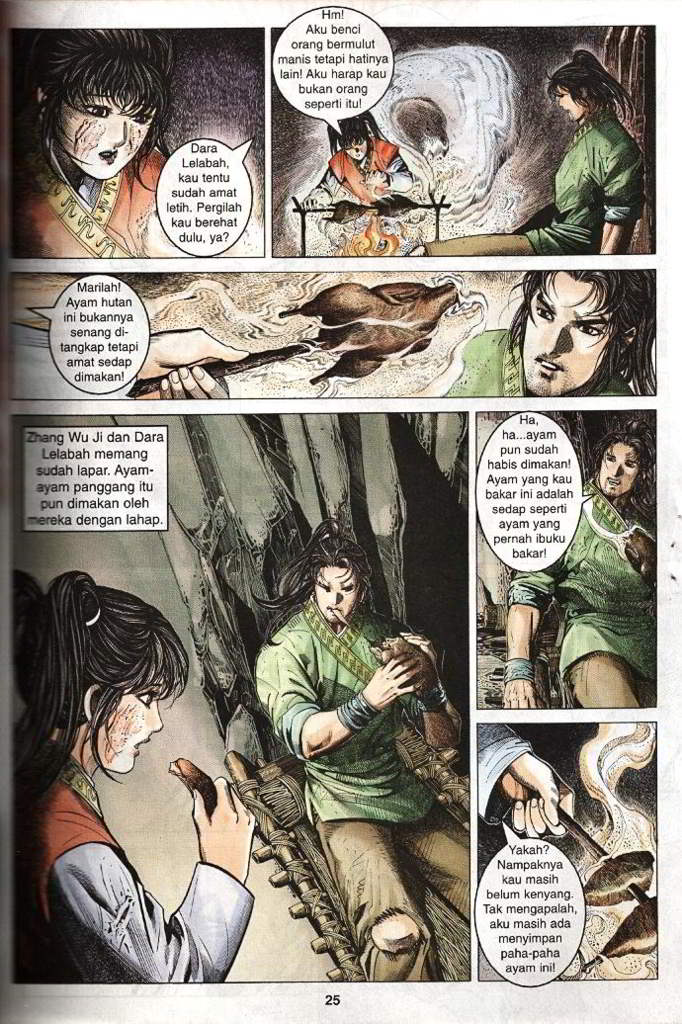 Dara
Lelabah,
kau tentu
sudah amat
letih. Pergilah
kau berehat
dulu, ya?
Hm!
Aku benci
orang bermulut
manis tetapi hatinya
lain! Aku harap kau
bukan orang
seperti itu!
Marilah!
Ayam hutan
ini bukannya
senang di-
tangkap tetapi
amat sedap
dimakan!
Zhang Wu Ji dan Dara
Lelabah memang
sudah lapar. Ayam-
ayam panggang itu
pun dimakan oleh
mereka dengan lahap.
Ha,
ha...ayam
pun sudah
habis dimakan!
Ayam yang kau
bakar ini adalah
sedap seperti
ayam yang
pernah ibuku
bakar!
Yakah?
Nampaknya
kau masih
belum kenyang.
Tak mengapalah,
aku masih ada
menyimpan
paha-paha
ayam ini!
25